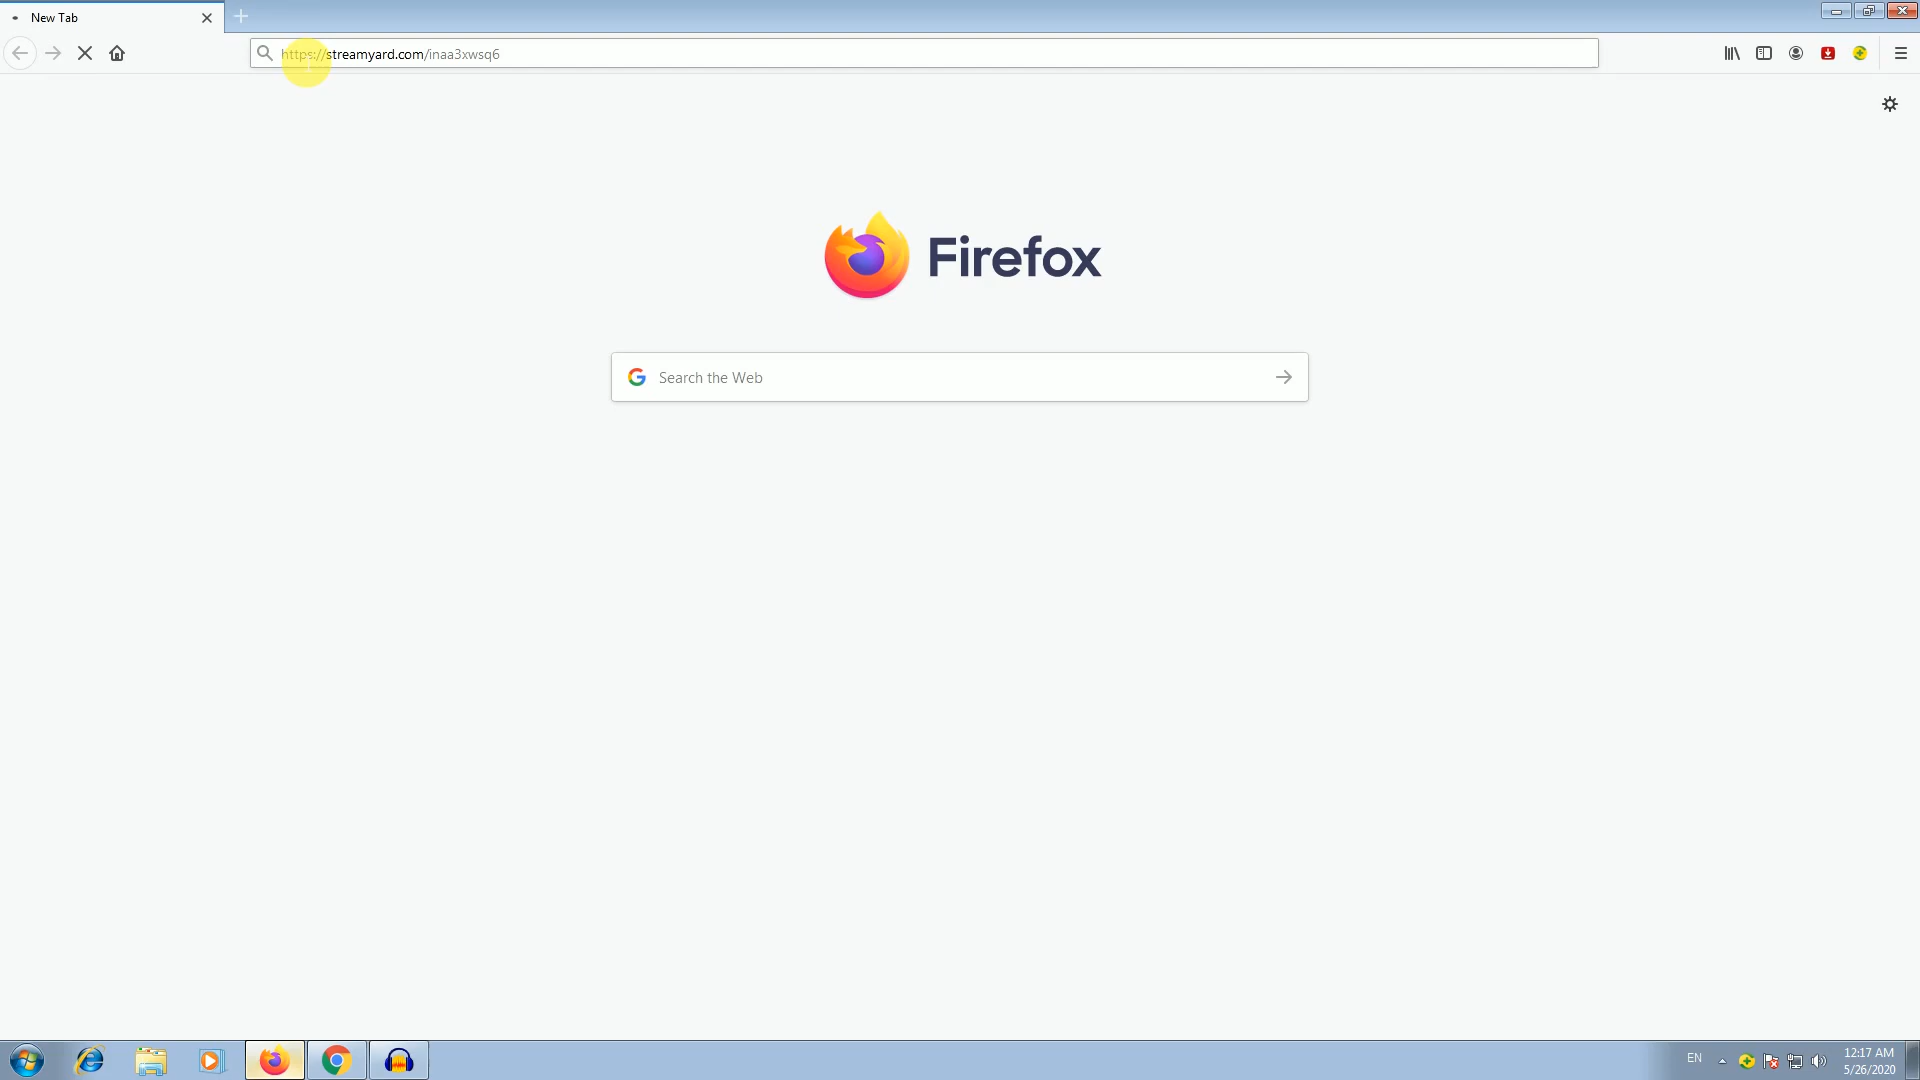 New Tab
https://streamyard.com/inaa3xwsq6
Firefox
Search the Web
EN
12:17 AM
5/26/2020